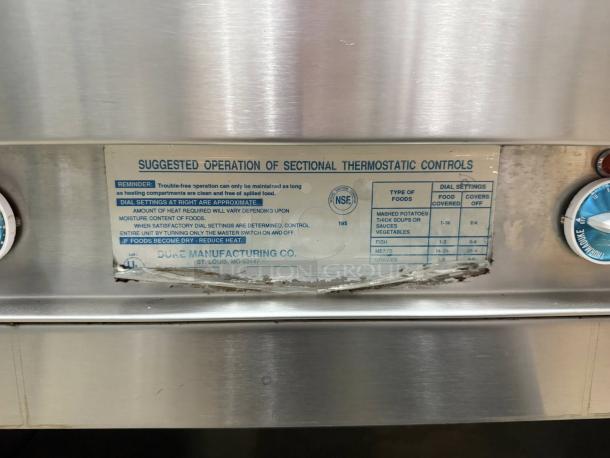 SUGGESTED OPERATION OF SECTIONAL THERMOSTATIC CONTROLS
REMINDER: Trouble-free operation can only be maintained as long
as heating compartments are clean and free of spilled food.
DIAL SETTINGS AT RIGHT ARE APPROXIMATE.
AMOUNT OF HEAT REQUIRED WILL VARY DEPENDING UPON
MOISTURE CONTENT OF FOODS.
WHEN SATISFACTORY DIAL SETTINGS ARE DETERMINED, CONTROL
ENTIRE UNIT BY TURNING ONLY THE MASTER SWITCH ON AND OFF.
IF FOODS BECOME DRY - REDUCE HEAT.
DUKE MANUFACTURING CO.
ST. LOUIS, MO 63147
AUCTION GROUP
NSF
195
TYPE OF FOODS
DIAL SETTINGS
FOOD COVERED
COVERS OFF
MASHED POTATOES
THICK SOUPS OR
SAUCES
VEGETABLES
FISH
MEATS